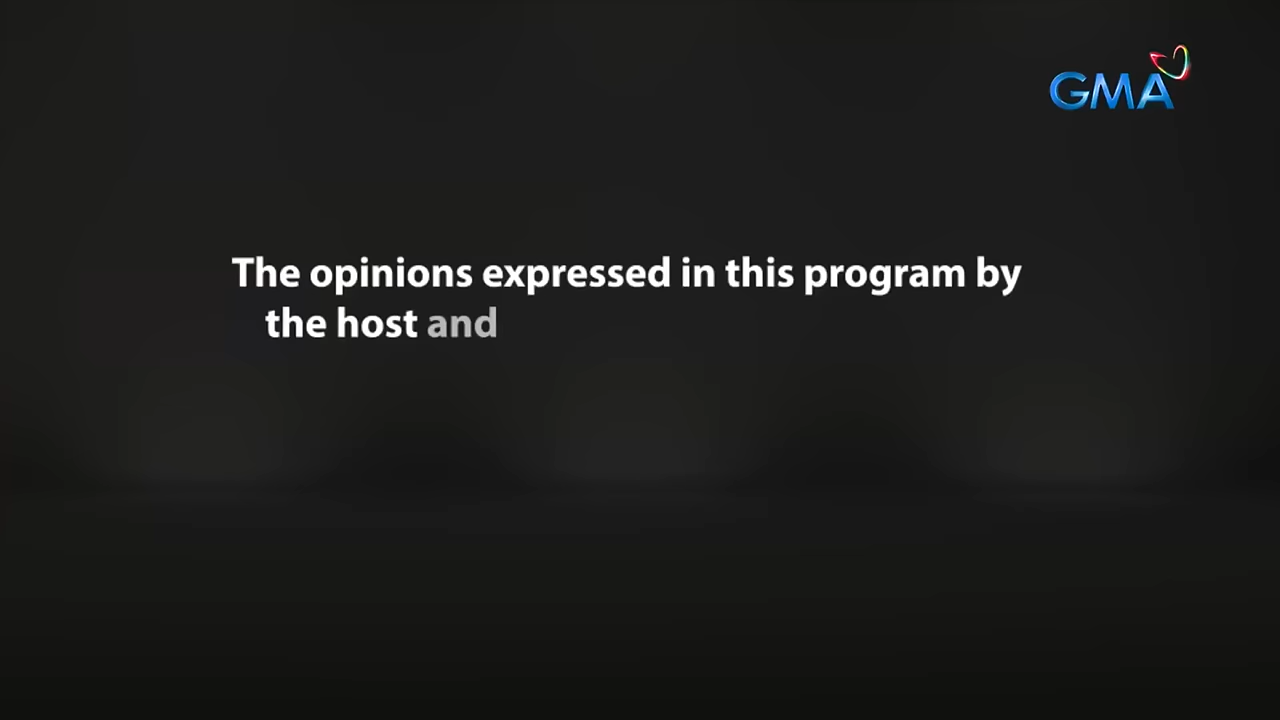 GMA
The opinions expressed in this program by
the host and